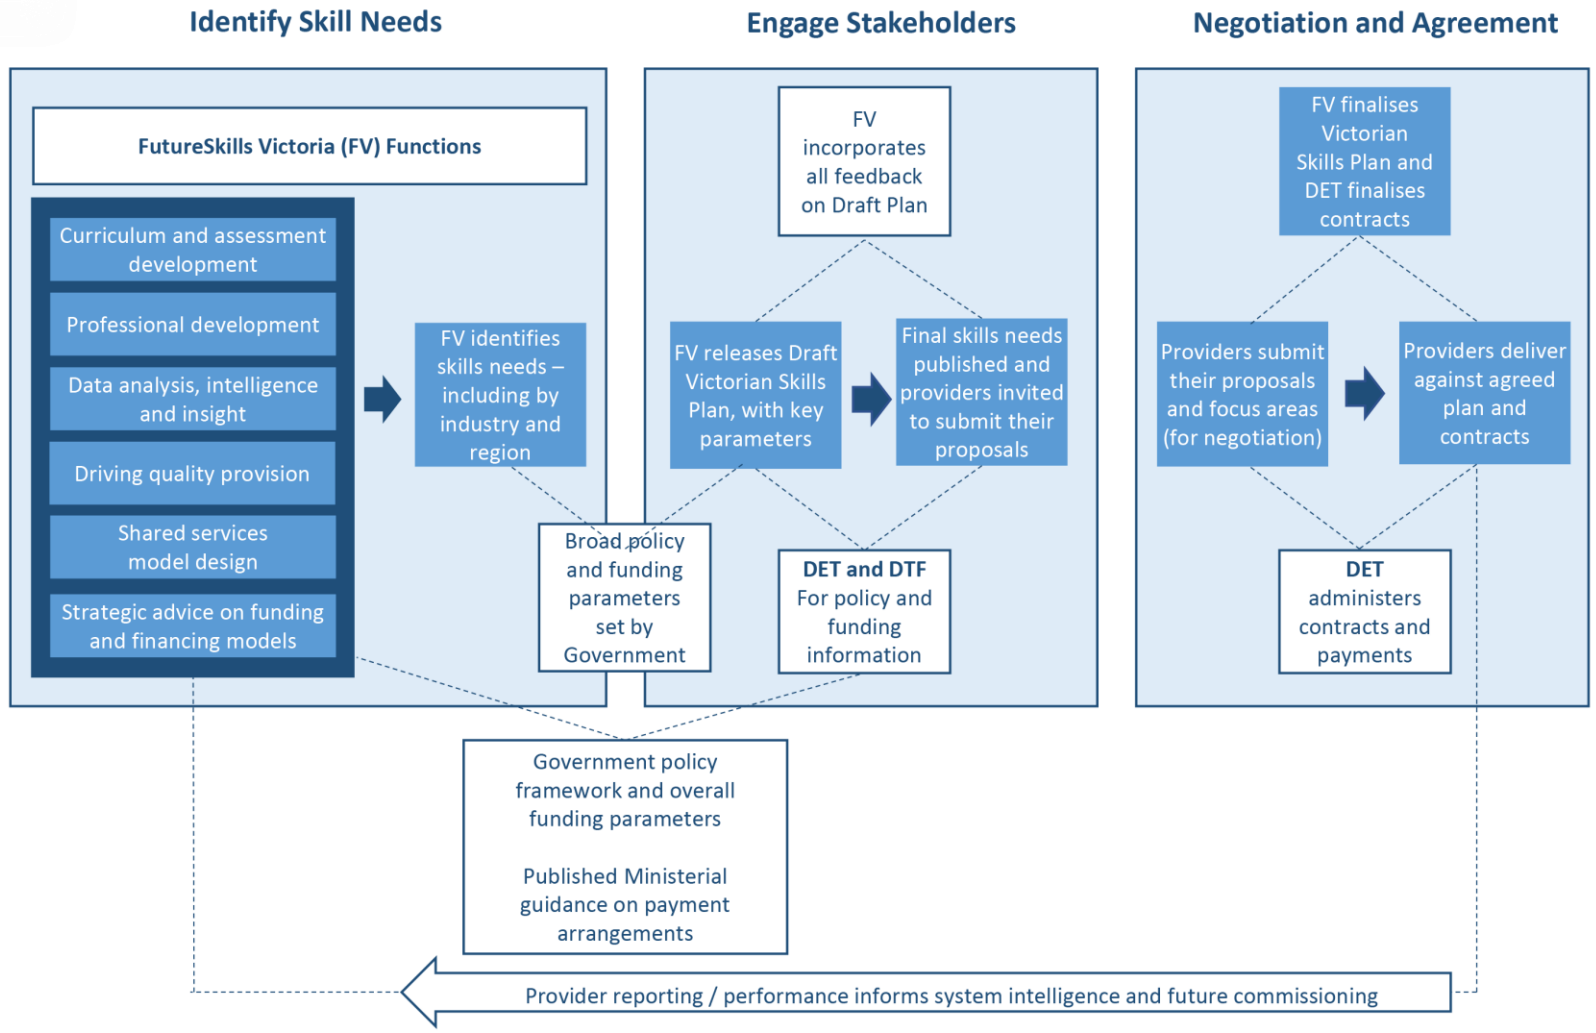 Identify Skill Needs
FutureSkills Victoria (FV) Functions
Curriculum and assessment
development
Professional development
Data analysis, intelligence
and insight
Driving quality provision
Shared services
model design
Strategic advice on funding
and financing models
FV identifies
skills needs –
including by
industry and
region
Broad policy
and funding
parameters
set by
Government
Engage Stakeholders
FV
incorporates
all feedback
on Draft Plan
FV releases Draft
Victorian Skills
Plan, with key
parameters
Final skills needs
published and
providers invited
to submit their
proposals
DET and DTF
For policy and
funding
information
Negotiation and Agreement
FV finalises
Victorian
Skills Plan and
DET finalises
contracts
Providers submit
their proposals
and focus areas
(for negotiation)
Providers deliver
against agreed
plan and
contracts
DET
administers
contracts and
payments
Government policy
framework and overall
funding parameters
Published Ministerial
guidance on payment
arrangements
Provider reporting / performance informs system intelligence and future commissioning